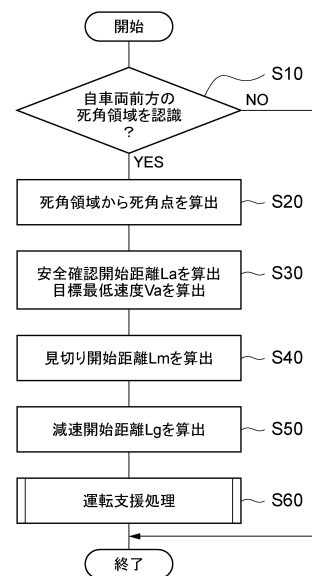 開始
S10
自車両前方の
死角領域を認識
?
NO
YES
死角領域から死角点を算出
S20
安全確認開始距離Laを算出
目標最低速度Vaを算出
S30
見切り開始距離Lmを算出
S40
減速開始距離Lgを算出
S50
運転支援処理
S60
終了